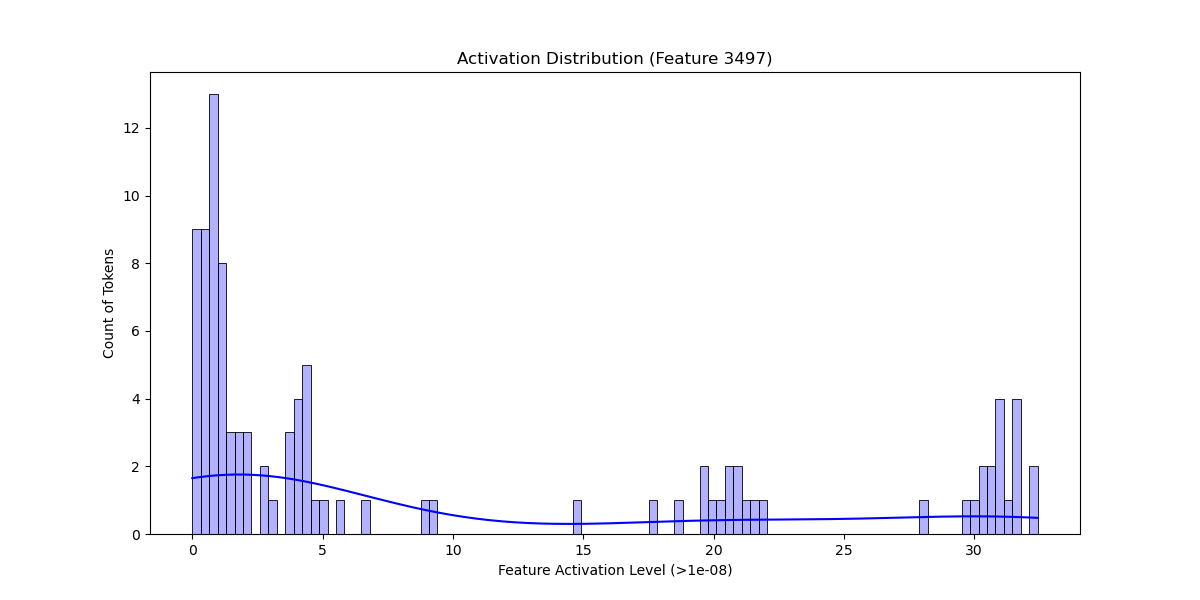 Activation Distribution (Feature 3497)
Count of Tokens
12
10
8
6
4
2
0
0 5 10 15 20 25 30
Feature Activation Level (>1e-08)